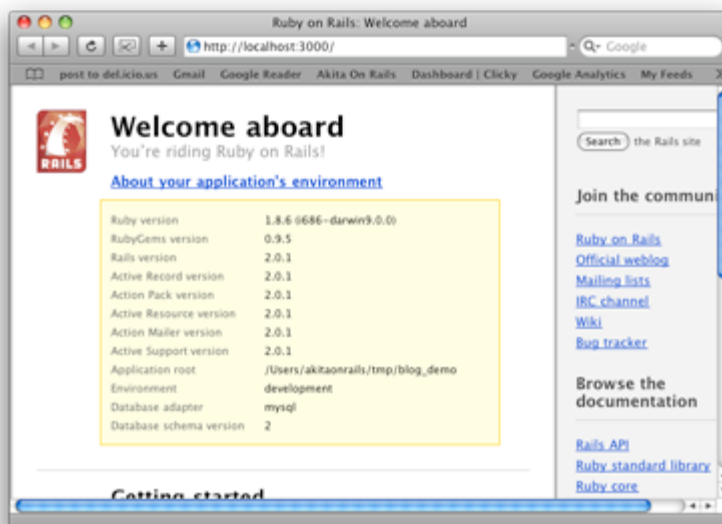 Ruby on Rails: Welcome aboard
http://localhost:3000/
Google
post to del.icio.us Gmail Google Reader Akita On Rails Dashboard | Clicky Google Analytics My Feeds
RAILS
Welcome aboard
You're riding Ruby on Rails!
About your application's environment
Ruby version 1.8.6 (i686-darwin9.0.0)
RubyGems version 0.9.5
Rails version 2.0.1
Active Record version 2.0.1
Action Pack version 2.0.1
Active Resource version 2.0.1
Action Mailer version 2.0.1
Active Support version 2.0.1
Application root /Users/akitaonrails/tmp/blog_demo
Environment development
Database adapter mysql
Database schema version 2
Getting started
Search the Rails site
Join the communi
Ruby on Rails
Official weblog
Mailing lists
IRC channel
Wiki
Bug tracker
Browse the
documentation
Rails API
Ruby standard library
Ruby core